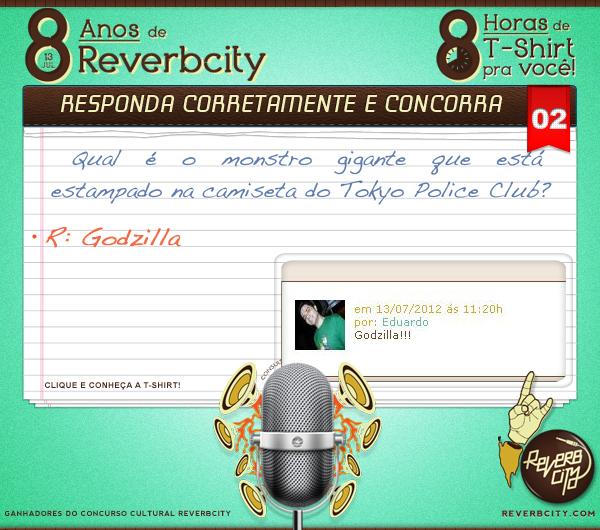 8 Anos de
13
JUL
Reverbcity
8 Horas de
T-Shirt
pra você!
RESPONDA CORRETAMENTE E CONCORRA
02
Qual é o monstro gigante que está
estampado na camiseta do Tokyo Police Club?
• R: Godzilla
em 13/07/2012 ás 11:20h
por: Eduardo
Godzilla!!!
CLIQUE E CONHEÇA A T-SHIRT!
REVERB
CITY
GANHADORES DO CONCURSO CULTURAL REVERBCITY
REVERBCITY.COM